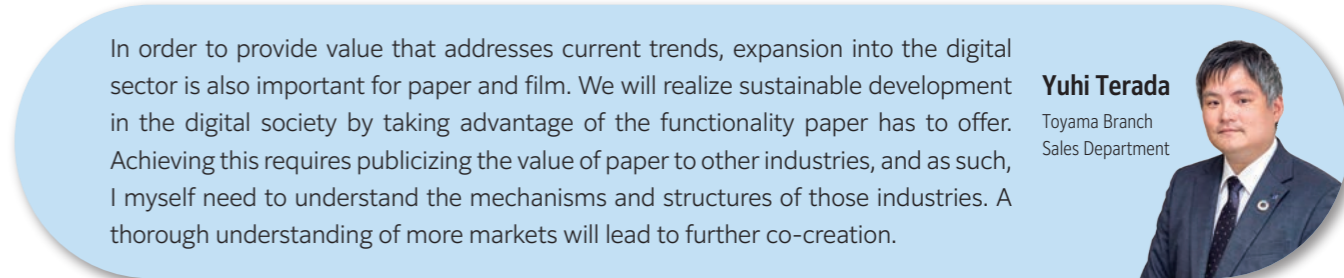 In order to provide value that addresses current trends, expansion into the digital
sector is also important for paper and film. We will realize sustainable development
in the digital society by taking advantage of the functionality paper has to offer.
Achieving this requires publicizing the value of paper to other industries, and as such,
I myself need to understand the mechanisms and structures of those industries. A
thorough understanding of more markets will lead to further co-creation.
Yuhi Terada
Toyama Branch
Sales Department